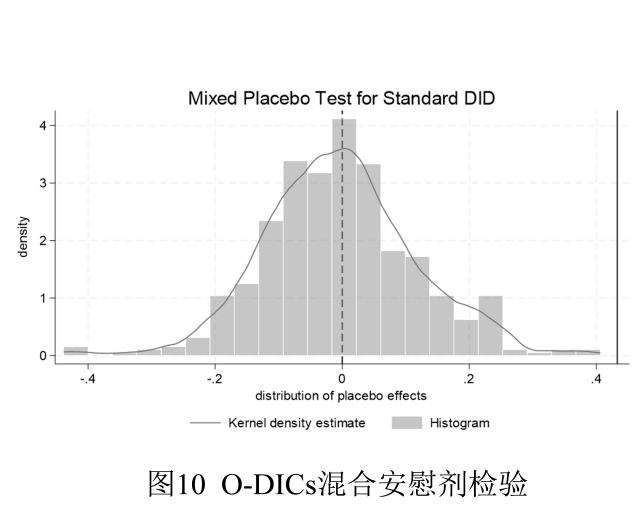 Mixed Placebo Test for Standard DID
4
3
2
1
0
density
-.4
-.2
0
.2
.4
distribution of placebo effects
Kernel density estimate
Histogram
图10 O-DICs混合安慰剂检验